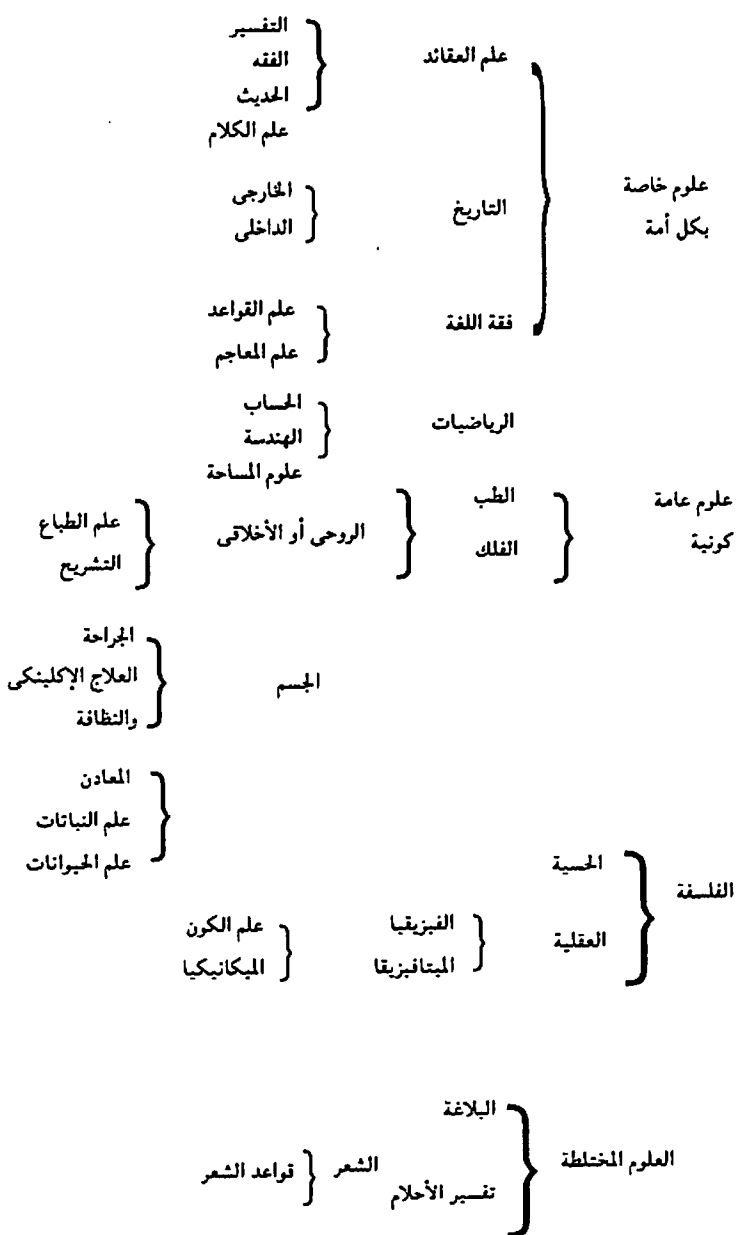 علم العقائد
التفسير
الفقه
الحديث
علم الكلام
علوم خاصة
بكل أمة
التاريخ
الخارجى
الداخلى
فقة اللغة
علم القواعد
علم المعاجم
الرياضيات
الحساب
الهندسة
علوم المساحة
علوم عامة
كونية
الطب
الفلك
الروحى أو الأخلاقى
علم الطباع
التشريح
الجسم
الجراحة
العلاج الإكلينكى
والنظافة
المعادن
علم النباتات
علم الحيوانات
الفلسفة
الحسية
العقلية
الفيزيقيا
الميتافيزيقا
علم الكون
الميكانيكيا
العلوم المختلطة
البلاغة
الشعر
قواعد الشعر
تفسير الأحلام